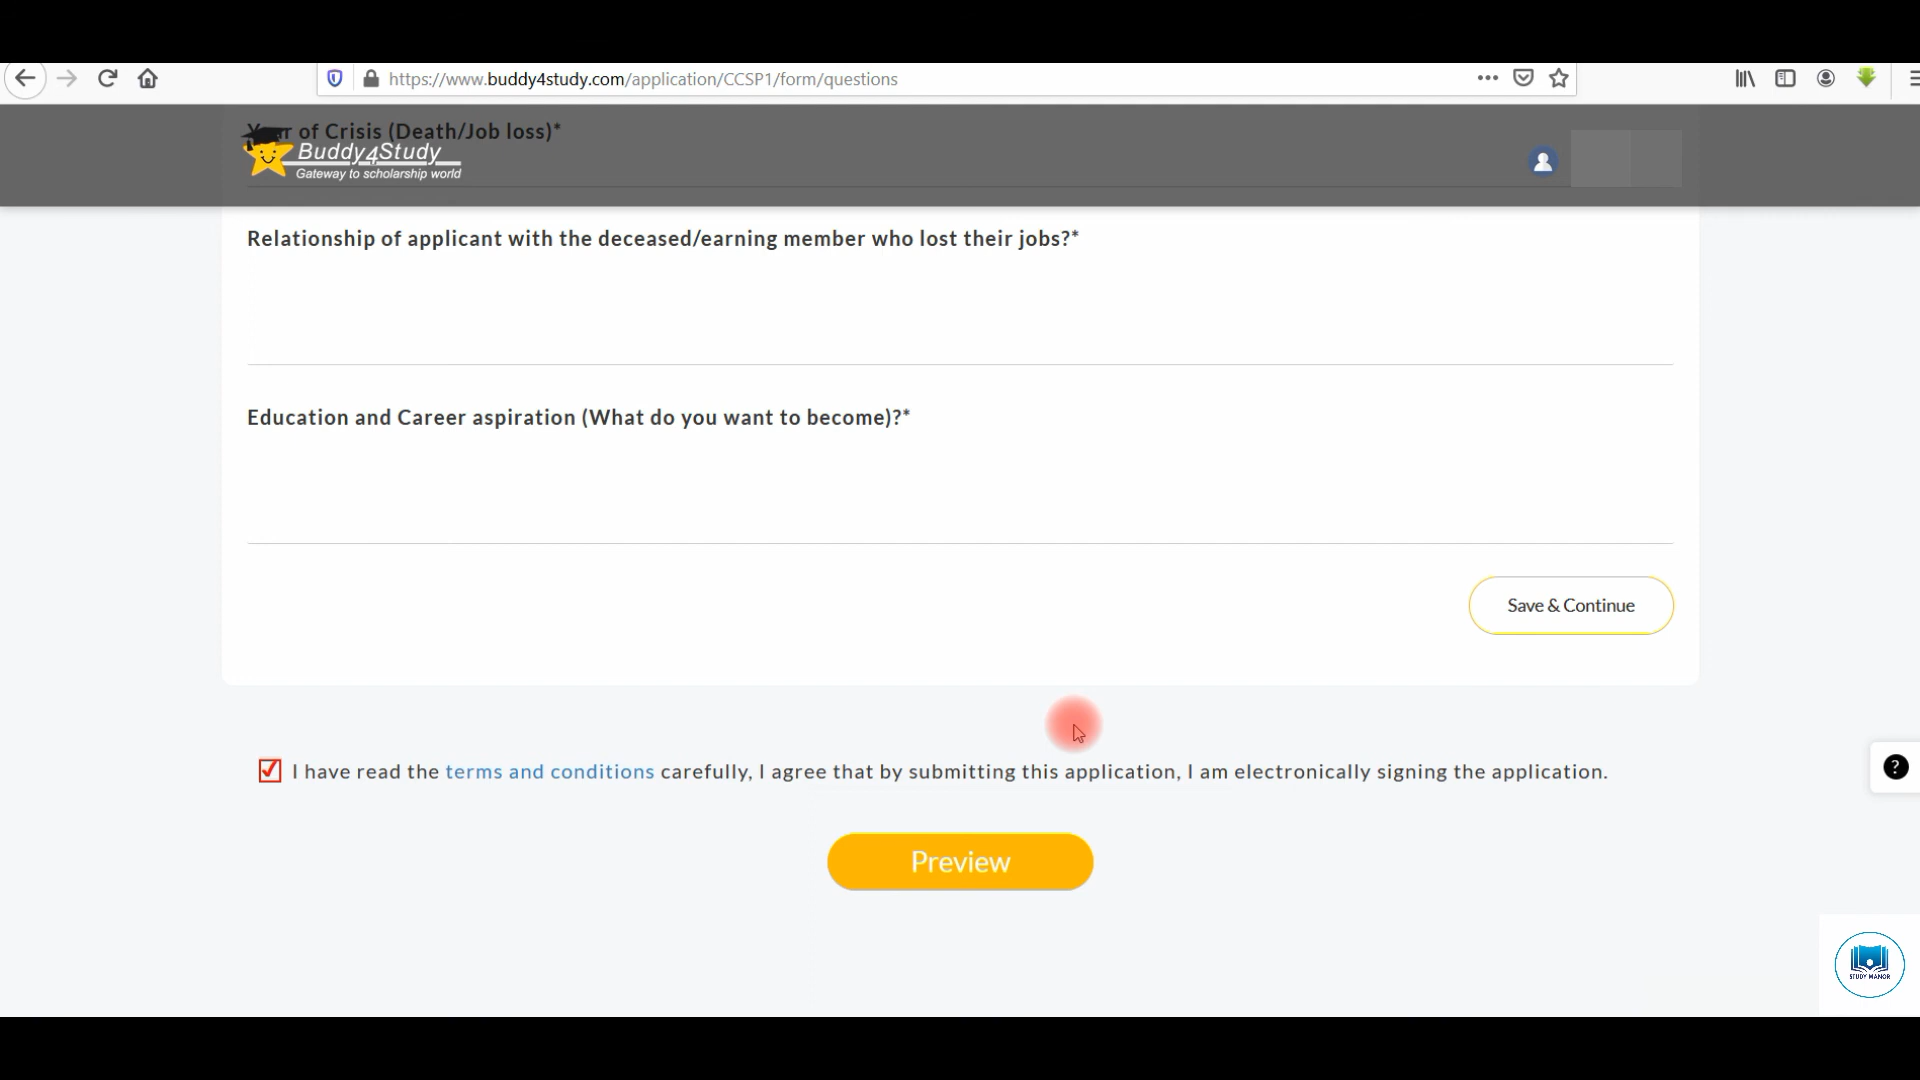 https://www.buddy4study.com/application/CCSP1/form/questions
Year of Crisis (Death/Job loss)*
Buddy4Study
Gateway to scholarship world
Relationship of applicant with the deceased/earning member who lost their jobs?*
Education and Career aspiration (What do you want to become)?*
Save & Continue
I have read the terms and conditions carefully, I agree that by submitting this application, I am electronically signing the application.
?
Preview
STUDY MANOR